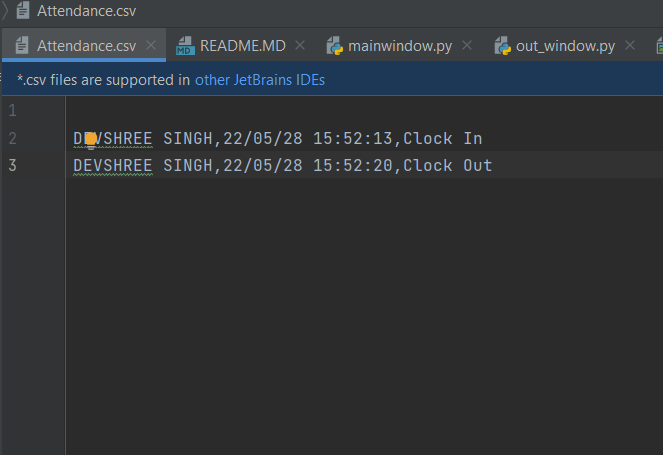 Attendance.csv
Attendance.csv README.MD mainwindow.py out_window.py
*.csv files are supported in other JetBrains IDEs
1
2 DEVSHREE SINGH,22/05/28 15:52:13,Clock In
3 DEVSHREE SINGH,22/05/28 15:52:20,Clock Out